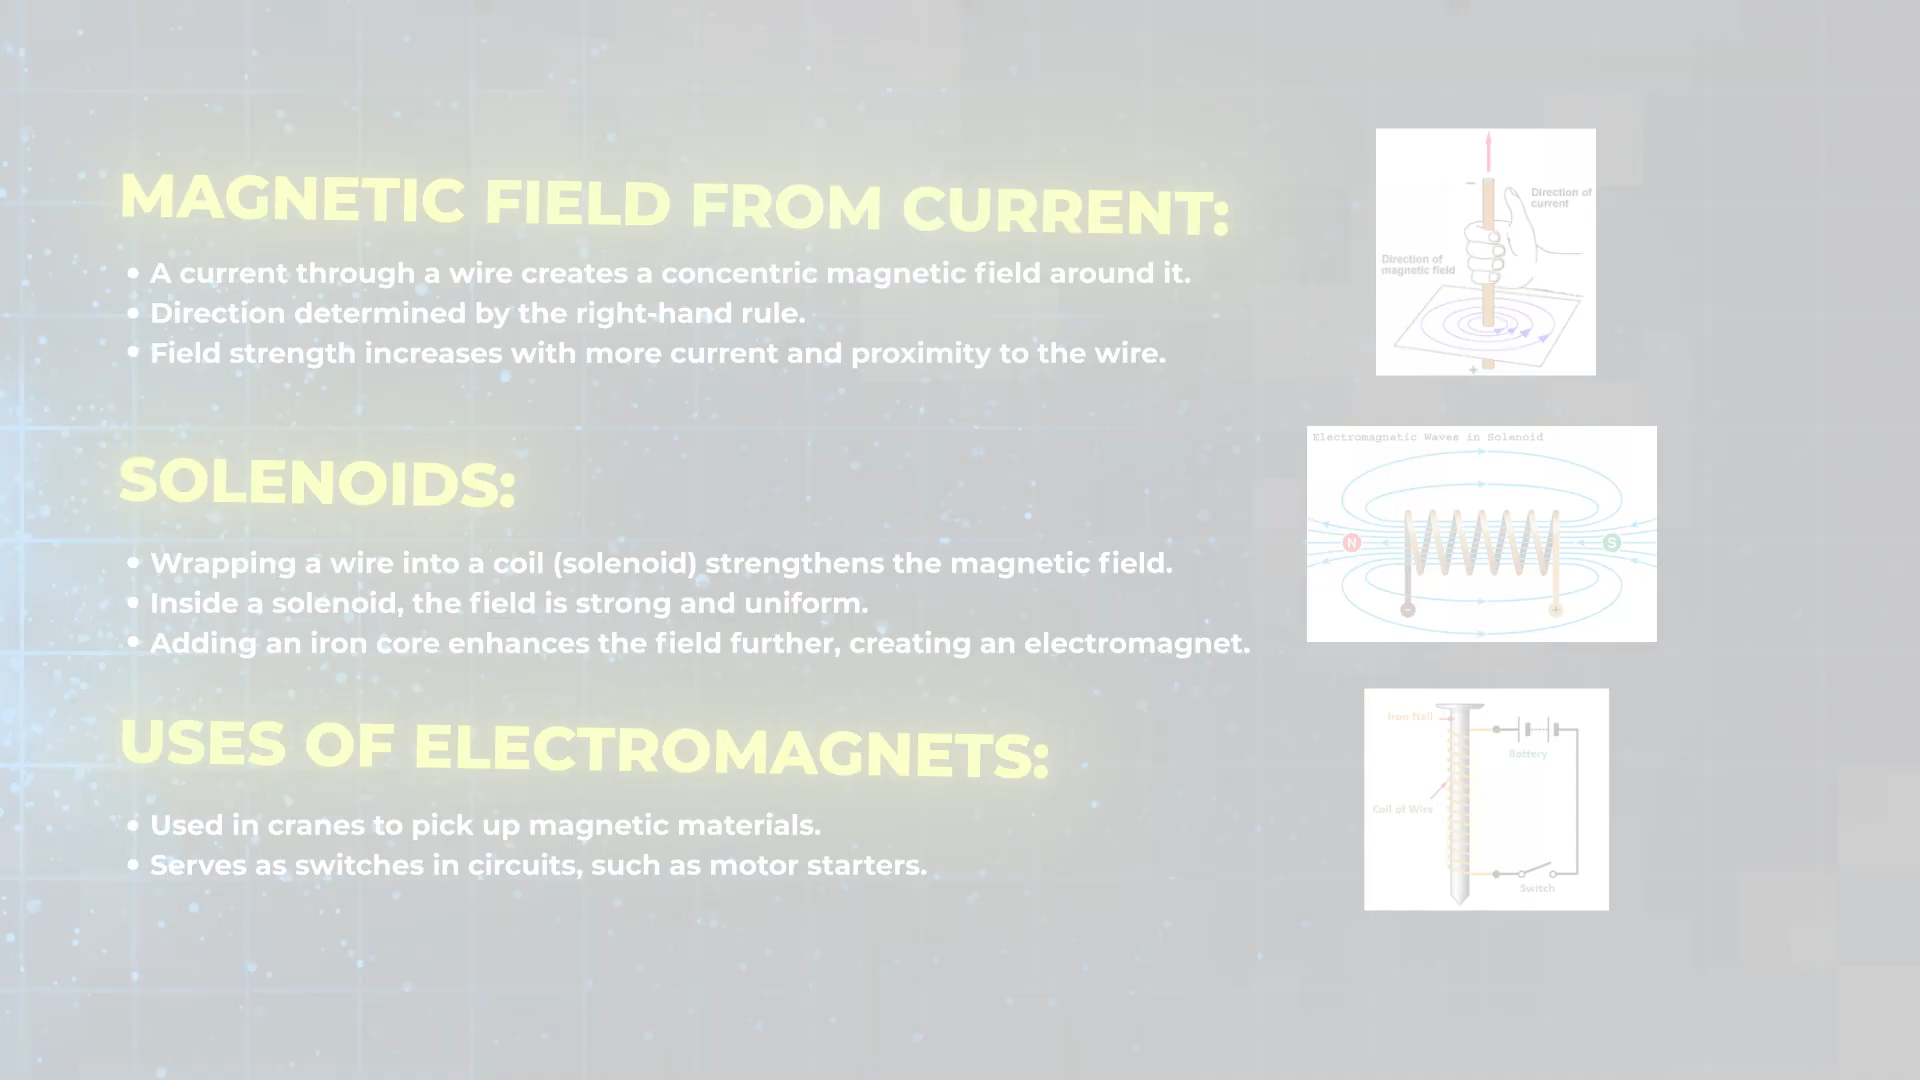 MAGNETIC FIELD FROM CURRENT:
• A current through a wire creates a concentric magnetic field around it.
• Direction determined by the right-hand rule.
• Field strength increases with more current and proximity to the wire.
Direction of
current
Direction of
magnetic field
−
+
SOLENOIDS:
• Wrapping a wire into a coil (solenoid) strengthens the magnetic field.
• Inside a solenoid, the field is strong and uniform.
• Adding an iron core enhances the field further, creating an electromagnet.
Electromagnetic Waves in Solenoid
N
S
-
+
USES OF ELECTROMAGNETS:
• Used in cranes to pick up magnetic materials.
• Serves as switches in circuits, such as motor starters.
Iron Nail
Battery
Coil of Wire
Switch